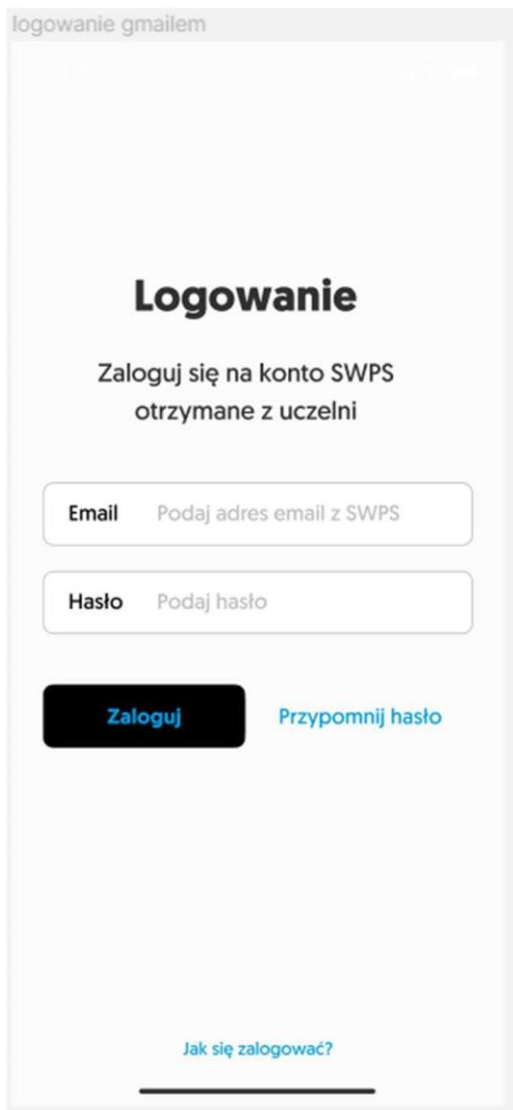 logowanie gmailem
Logowanie
Zaloguj się na konto SWPS
otrzymane z uczelni
Email Podaj adres email z SWPS
Hasło Podaj hasło
Zaloguj Przypomnij hasło
Jak się zalogować?